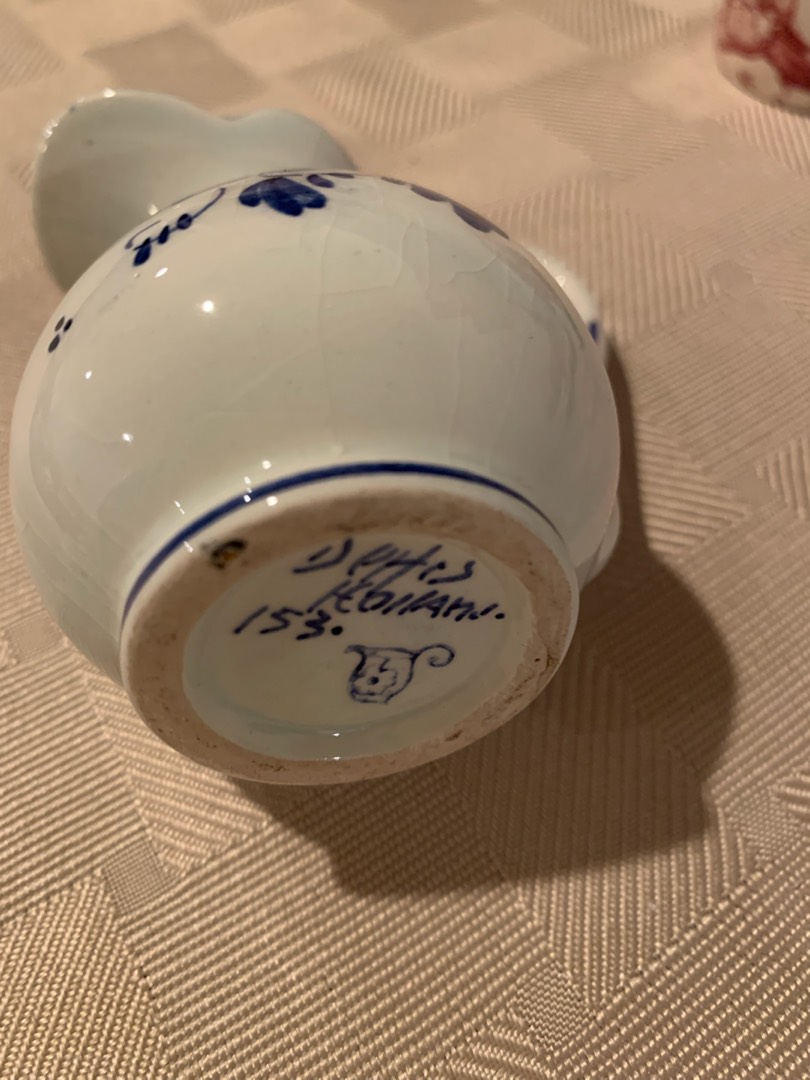 Delfts
Holland.
153.